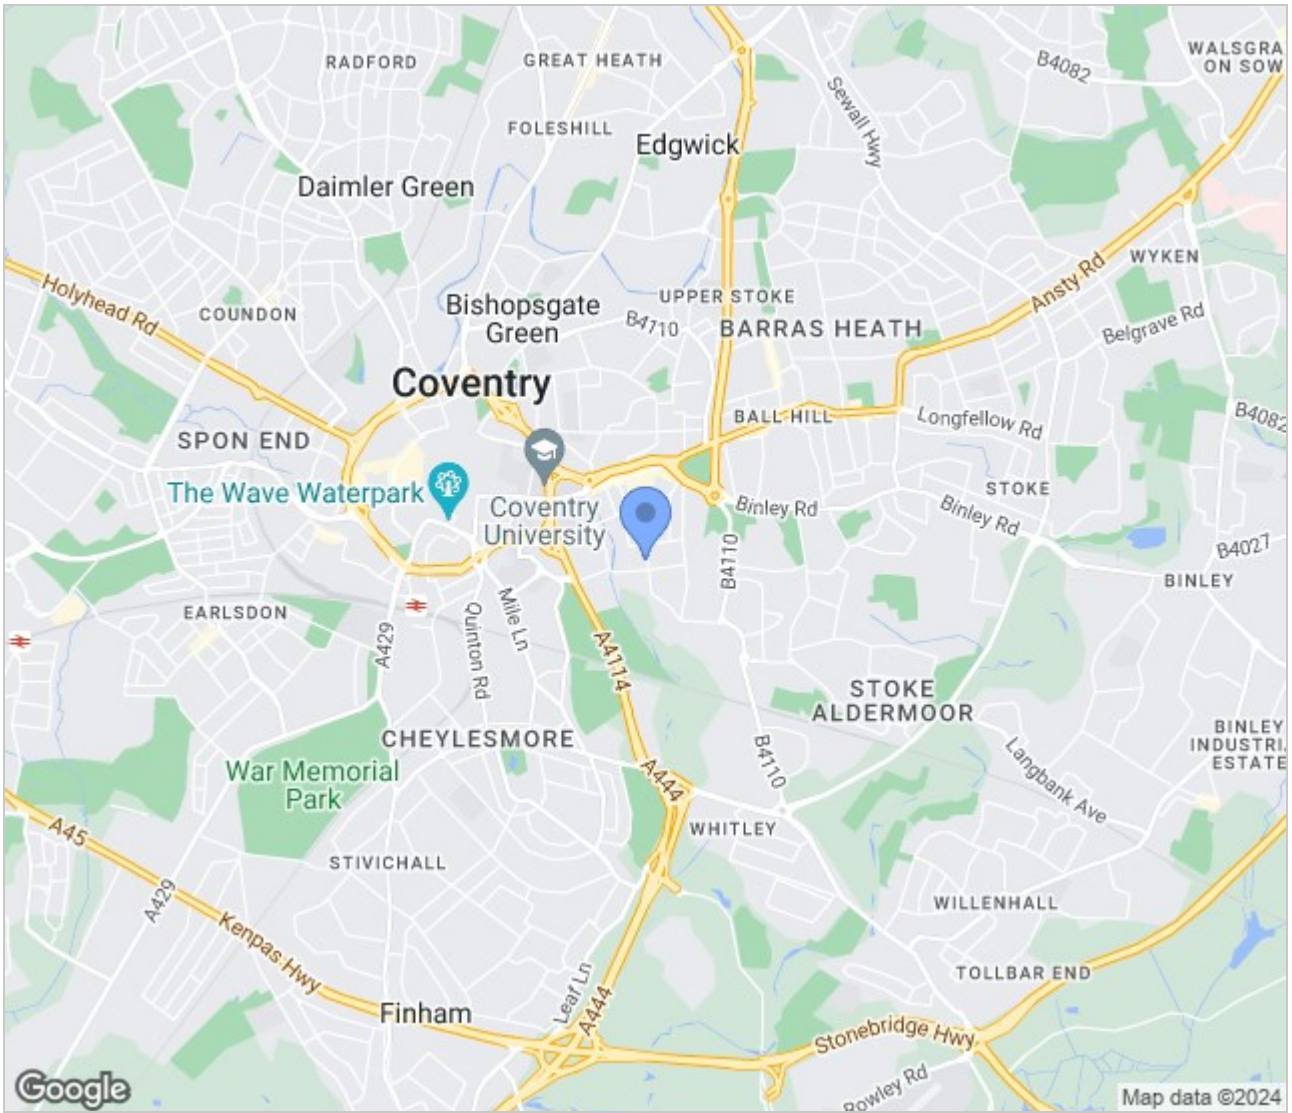 RADFORD
GREAT HEATH
B4082
WALSGRA
ON SOW
Sewall Hwy
FOLESHILL
Edgwick
Daimler Green
Holyhead Rd
COUNDON
Bishopsgate
Green
UPPER STOKE
B4110
BARRAS HEATH
Ansty Rd
WYKEN
Belgrave Rd
Coventry
BALL HILL
Longfellow Rd
B4082
SPON END
The Wave Waterpark
Coventry
University
Binley Rd
STOKE
Binley Rd
B4027
B4110
BINLEY
EARLSDON
A429
Quinton Rd
Mile Ln
A4114
STOKE
ALDERMOOR
CHEYLESMORE
B4110
BINLEY
INDUSTRI
ESTATE
Langbank Ave
War Memorial
Park
A444
A45
WHITLEY
STIVICHALL
A429
Kenpas Hwy
WILLENHALL
TOLLBAR END
Leaf Ln
Finham
A444
Stonebridge Hwy
Rowley Rd
Google
Map data ©2024